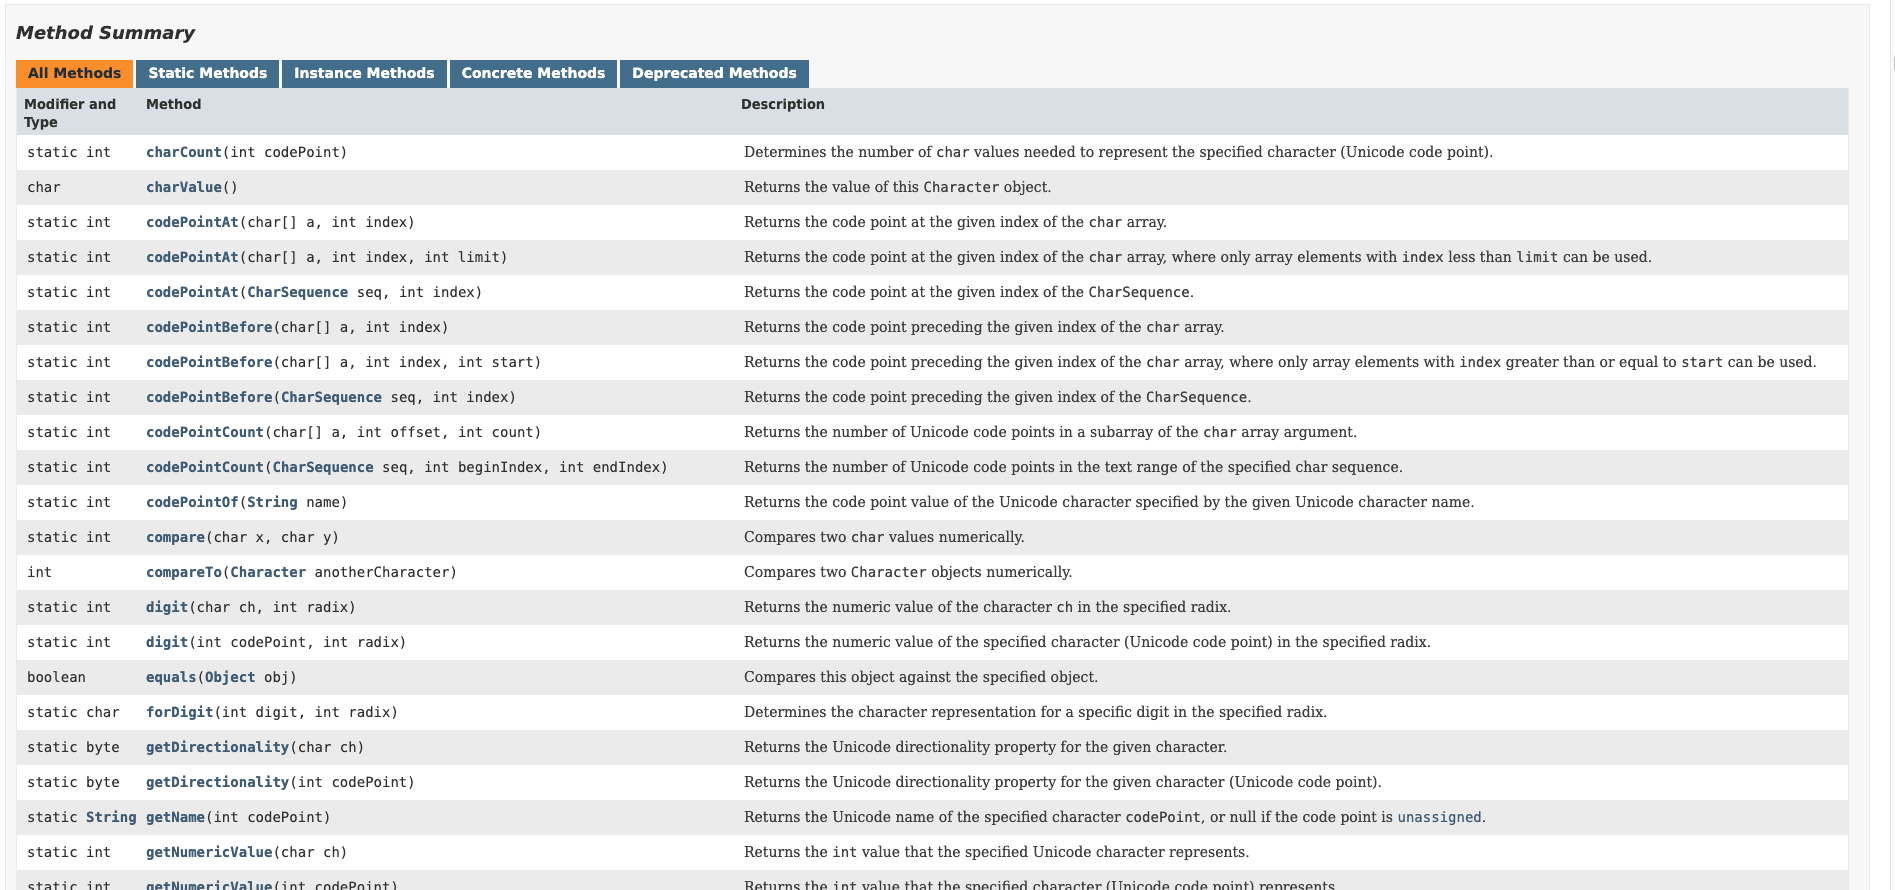 Method Summary
All Methods Static Methods Instance Methods Concrete Methods Deprecated Methods
Modifier and Type Method Description
static int charCount(int codePoint) Determines the number of char values needed to represent the specified character (Unicode code point).
char charValue() Returns the value of this Character object.
static int codePointAt(char[] a, int index) Returns the code point at the given index of the char array.
static int codePointAt(char[] a, int index, int limit) Returns the code point at the given index of the char array, where only array elements with index less than limit can be used.
static int codePointAt(CharSequence seq, int index) Returns the code point at the given index of the CharSequence.
static int codePointBefore(char[] a, int index) Returns the code point preceding the given index of the char array.
static int codePointBefore(char[] a, int index, int start) Returns the code point preceding the given index of the char array, where only array elements with index greater than or equal to start can be used.
static int codePointBefore(CharSequence seq, int index) Returns the code point preceding the given index of the CharSequence.
static int codePointCount(char[] a, int offset, int count) Returns the number of Unicode code points in a subarray of the char array argument.
static int codePointCount(CharSequence seq, int beginIndex, int endIndex) Returns the number of Unicode code points in the text range of the specified char sequence.
static int codePointOf(String name) Returns the code point value of the Unicode character specified by the given Unicode character name.
static int compare(char x, char y) Compares two char values numerically.
int compareTo(Character anotherCharacter) Compares two Character objects numerically.
static int digit(char ch, int radix) Returns the numeric value of the character ch in the specified radix.
static int digit(int codePoint, int radix) Returns the numeric value of the specified character (Unicode code point) in the specified radix.
boolean equals(Object obj) Compares this object against the specified object.
static char forDigit(int digit, int radix) Determines the character representation for a specific digit in the specified radix.
static byte getDirectionality(char ch) Returns the Unicode directionality property for the given character.
static byte getDirectionality(int codePoint) Returns the Unicode directionality property for the given character (Unicode code point).
static String getName(int codePoint) Returns the Unicode name of the specified character codePoint, or null if the code point is unassigned.
static int getNumericValue(char ch) Returns the int value that the specified Unicode character represents.
static int getNumericValue(int codePoint) Returns the int value that the specified character (Unicode code point) represents.